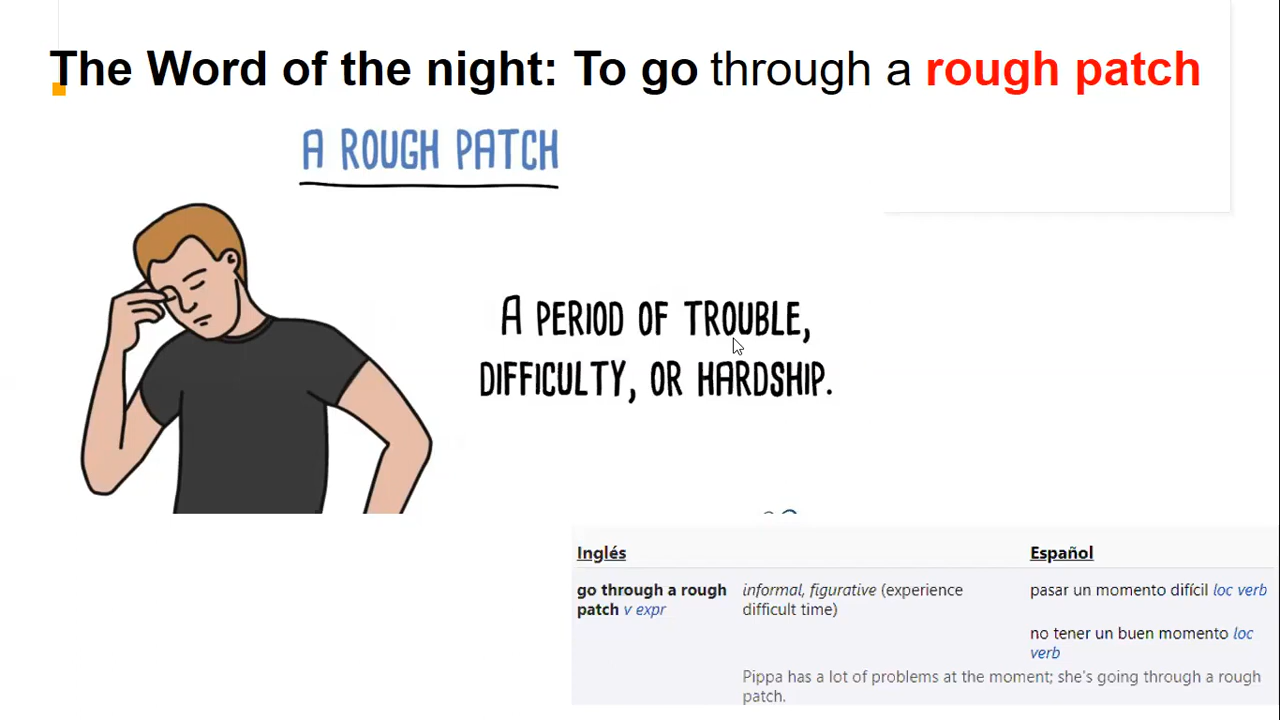 The Word of the night: To go through a rough patch
A ROUGH PATCH
A PERIOD OF TROUBLE,
DIFFICULTY, OR HARDSHIP.
Inglés Español
go through a rough patch v expr
informal, figurative (experience difficult time)
pasar un momento difícil loc verb
no tener un buen momento loc verb
Pippa has a lot of problems at the moment; she's going through a rough
patch.